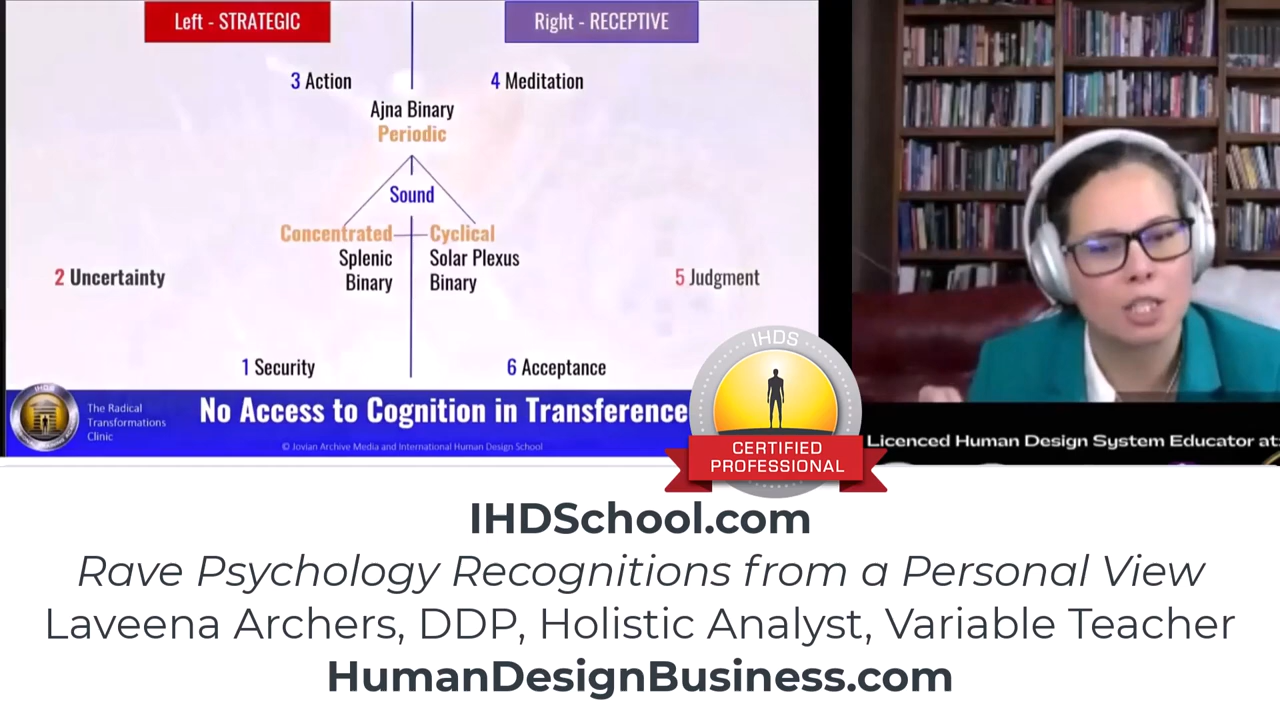 Left - STRATEGIC
Right - RECEPTIVE
3 Action
4 Meditation
Ajna Binary
Periodic
Sound
Concentrated
Cyclical
Splenic
Binary
Solar Plexus
Binary
2 Uncertainty
5 Judgment
1 Security
6 Acceptance
IHDS
The Radical
Transformations
Clinic
No Access to Cognition in Transference
© Jovian Archive Media and International Human Design School
IHDS
CERTIFIED
PROFESSIONAL
Licenced Human Design System Educator at
IHDSchool.com
Rave Psychology Recognitions from a Personal View
Laveena Archers, DDP, Holistic Analyst, Variable Teacher
HumanDesignBusiness.com